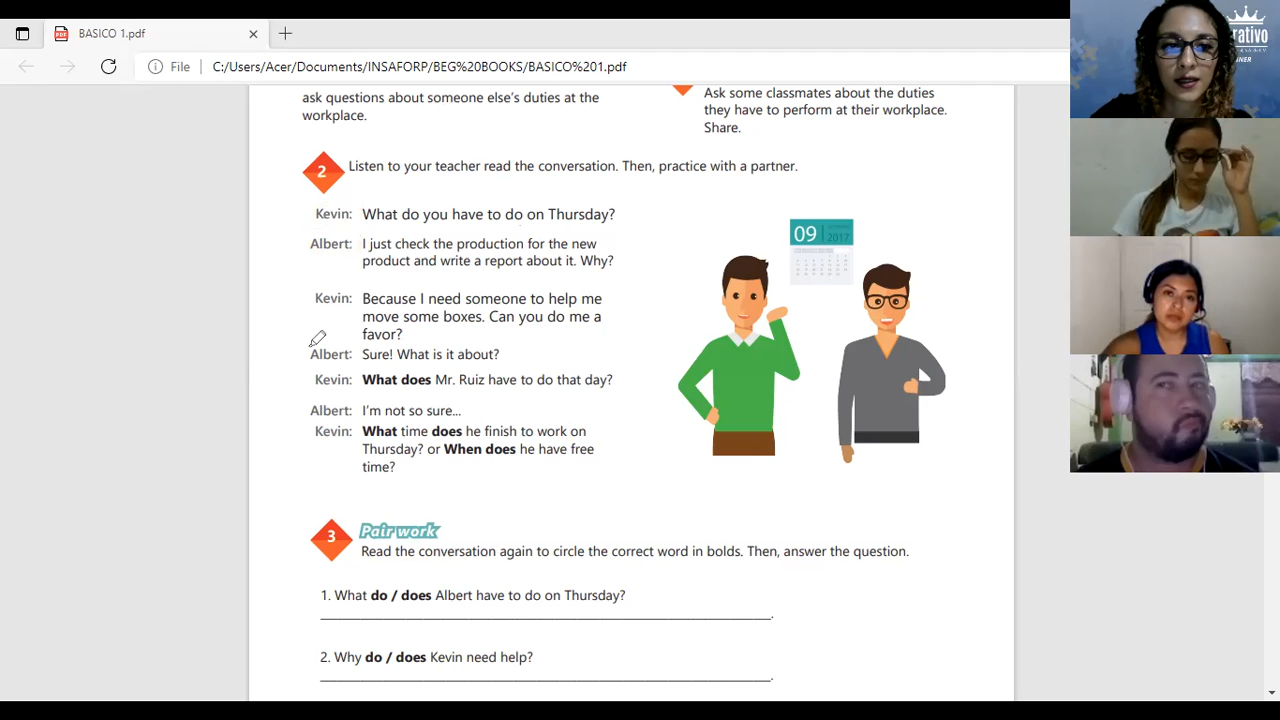 BASICO 1.pdf
File C:/Users/Acer/Documents/INSAFORP/BEG%20BOOKS/BASICO%201.pdf
ask questions about someone else's duties at the
workplace.
Ask some classmates about the duties
they have to perform at their workplace.
Share.
2 Listen to your teacher read the conversation. Then, practice with a partner.
Kevin: What do you have to do on Thursday?
Albert: I just check the production for the new
product and write a report about it. Why?
Kevin: Because I need someone to help me
move some boxes. Can you do me a
favor?
Albert: Sure! What is it about?
Kevin: What does Mr. Ruiz have to do that day?
Albert: I'm not so sure...
Kevin: What time does he finish to work on
Thursday? or When does he have free
time?
09
2017
3 Pair work
Read the conversation again to circle the correct word in bolds. Then, answer the question.
1. What do / does Albert have to do on Thursday?
2. Why do / does Kevin need help?
rativo